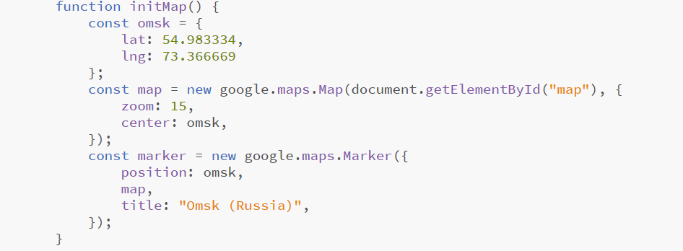 function initMap() {
    const omsk = {
        lat: 54.983334,
        lng: 73.366669
    };
    const map = new google.maps.Map(document.getElementById("map"), {
        zoom: 15,
        center: omsk,
    });
    const marker = new google.maps.Marker({
        position: omsk,
        map,
        title: "Omsk (Russia)",
    });
}